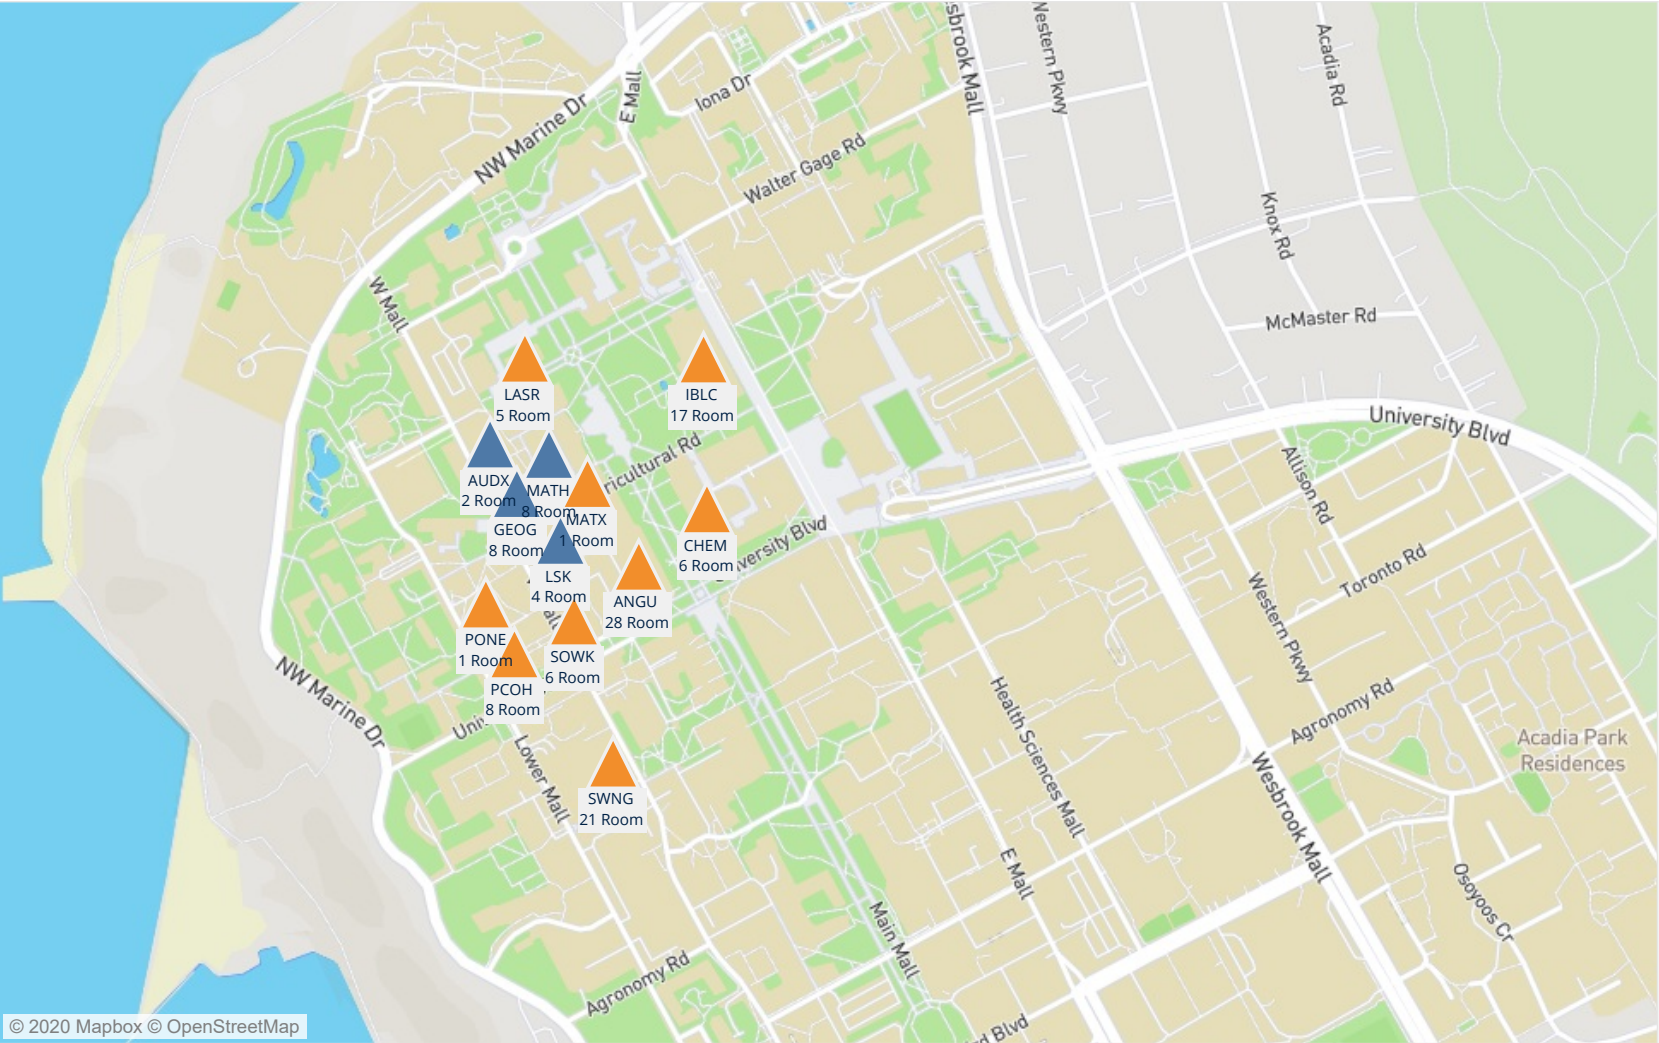 sbrook Mall
Western Pkwy
Acadia Rd
E Mall
Iona Dr
NW Marine Dr
Walter Gage Rd
Knox Rd
W Mall
McMaster Rd
LASR
5 Room
IBLC
17 Room
University Blvd
ricultural Rd
Allison Rd
AUDX
2 Room
MATH
8 Room
MATX
1 Room
GEOG
8 Room
CHEM
6 Room
versity Blvd
LSK
4 Room
Toronto Rd
Western Pkwy
ANGU
28 Room
all
PONE
1 Room
SOWK
6 Room
PCOH
8 Room
NW Marine Dr
Univ
Health Sciences Mall
Agronomy Rd
Acadia Park
Residences
Lower Mall
SWNG
21 Room
Wesbrook Mall
E Mall
Osoyoos Cr
Main Mall
Agronomy Rd
rd Blvd
© 2020 Mapbox © OpenStreetMap